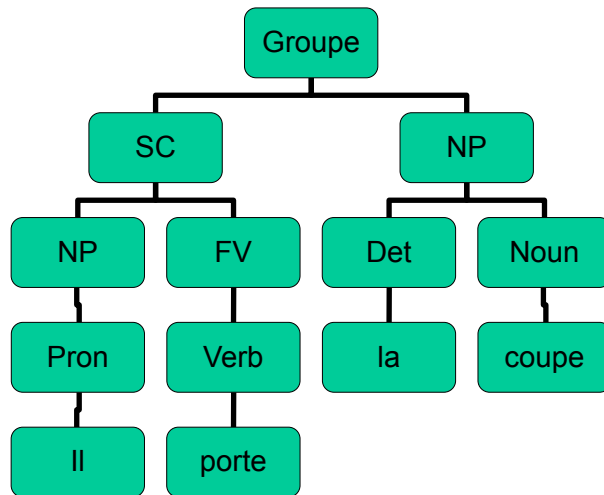 Groupe
SC NP
NP FV Det Noun
Pron Verb la coupe
Il porte